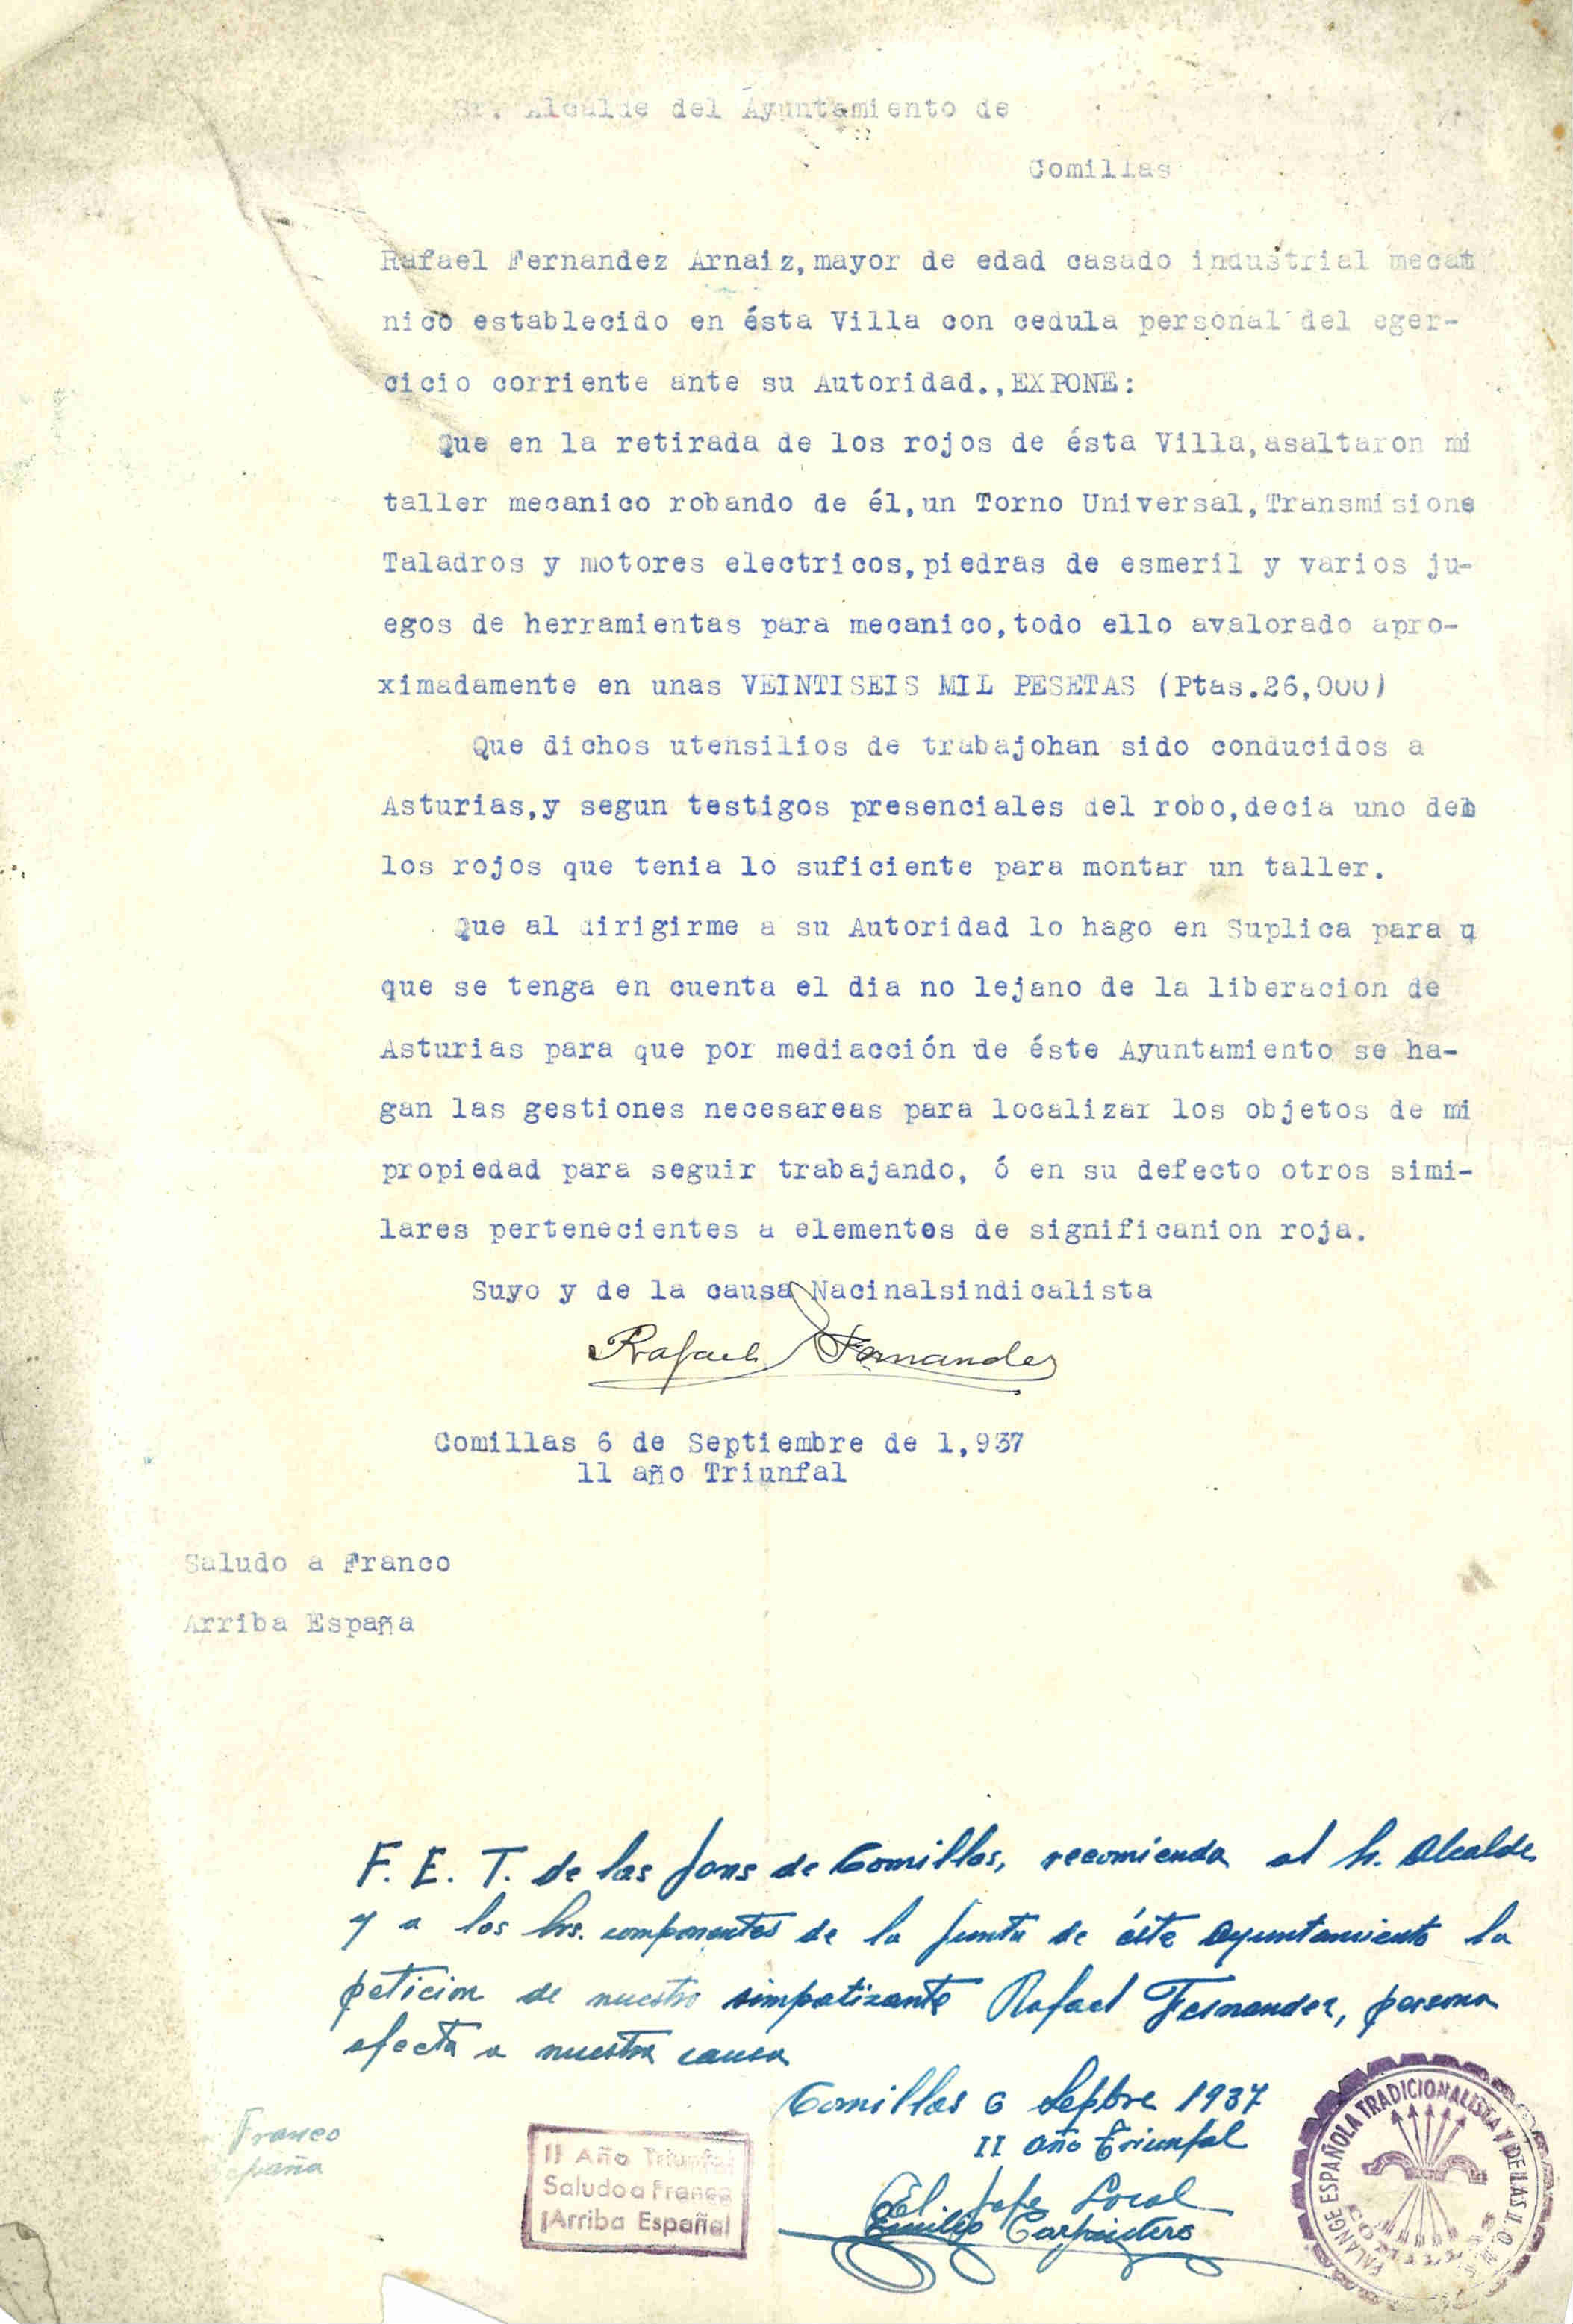 Sr. Alcalde del Ayuntamiento de
Comillas
Rafael Fernandez Arnaiz,mayor de edad casado industrial mecan
nico establecido en ésta Villa con cedula personal del eger-
cicio corriente ante su Autoridad.,EXPONE:
Que en la retirada de los rojos de ésta Villa,asaltaron mi
taller mecanico robando de él,un Torno Universal,Transmisione
Taladros y motores electricos,piedras de esmeril y varios ju-
egos de herramientas para mecanico,todo ello avalorado apro-
ximadamente en unas VEINTISEIS MIL PESETAS (Ptas.26,000)
Que dichos utensilios de trabajohan sido conducidos a
Asturias,y segun testigos presenciales del robo,decia uno de
los rojos que tenia lo suficiente para montar un taller.
Que al dirigirme a su Autoridad lo hago en Suplica para q
que se tenga en cuenta el dia no lejano de la liberacion de
Asturias para que por mediacción de éste Ayuntamiento se ha-
gan las gestiones necesareas para localizar los objetos de mi
propiedad para seguir trabajando, ó en su defecto otros simi-
lares pertenecientes a elementos de significanion roja.
Suyo y de la causa Nacinalsindicalista
Rafael Fernandez
Comillas 6 de Septiembre de 1,937
11 año Triunfal
Saludo a Franco
Arriba España
F. E. T. de las Jons de Comillas, recomienda al Sr. Alcalde
y a los Srs. componentes de la Junta de éste Ayuntamiento la
peticion de nuestro simpatizante Rafael Fernandez, persona
afecta a nuestra causa
Comillas 6 Septbre 1937
II año Triunfal
El Jefe Local
Emilio Carpintero
Franco
España
II Año Triunfal
Saludo a Franco
¡Arriba España!
FALANGE ESPAÑOLA TRADICIONALISTA Y DE LAS J.O.N.S.